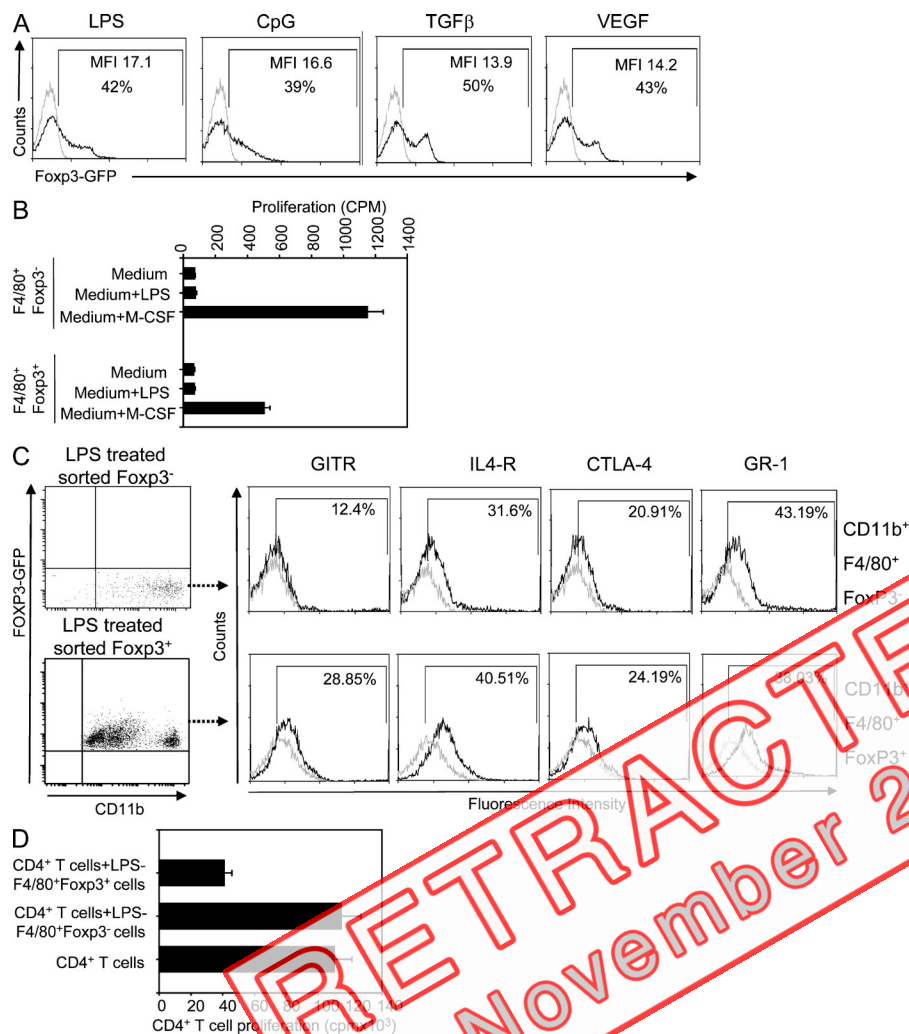 A
LPS
CpG
TGFβ
VEGF
MFI 17.1
42%
MFI 16.6
39%
MFI 13.9
50%
MFI 14.2
43%
Counts
Foxp3-GFP
B
Proliferation (CPM)
0 200 400 600 800 1000 1200 1400
F4/80⁺
Foxp3⁻
Medium
Medium+LPS
Medium+M-CSF
F4/80⁺
Foxp3⁺
Medium
Medium+LPS
Medium+M-CSF
C
LPS treated
sorted Foxp3⁻
GITR
IL4-R
CTLA-4
GR-1
12.4%
31.6%
20.91%
43.19%
CD11b⁺
F4/80⁺
FoxP3⁻
FOXP3-GFP
Counts
LPS treated
sorted Foxp3⁺
28.85%
40.51%
24.19%
38.03%
CD11b⁺
F4/80⁺
FoxP3⁺
CD11b
Fluorescence Intensity
D
CD4⁺ T cells+LPS-
F4/80⁺Foxp3⁺ cells
CD4⁺ T cells+LPS-
F4/80⁺Foxp3⁻ cells
CD4⁺ T cells
0 20 40 60 80 100 120 140
CD4⁺ T cell proliferation (cpmx10³)
RETRACTE
November 2